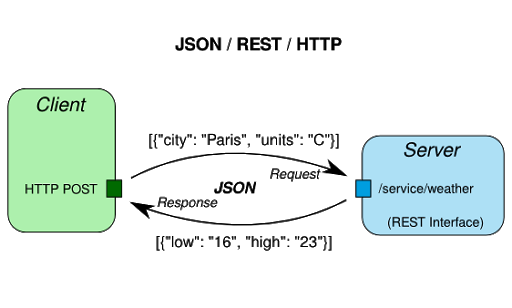 JSON / REST / HTTP
Client
[{"city": "Paris", "units": "C"}]
Server
Request
HTTP POST
JSON
/service/weather
Response
(REST Interface)
[{"low": "16", "high": "23"}]